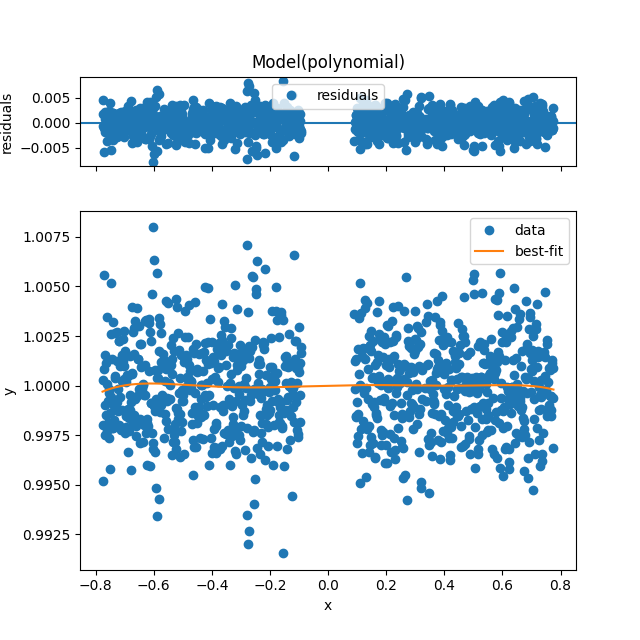 Model(polynomial)
residuals
0.005
0.000
−0.005
residuals
data
best-fit
y
1.0075
1.0050
1.0025
1.0000
0.9975
0.9950
0.9925
−0.8 −0.6 −0.4 −0.2 0.0 0.2 0.4 0.6 0.8
x